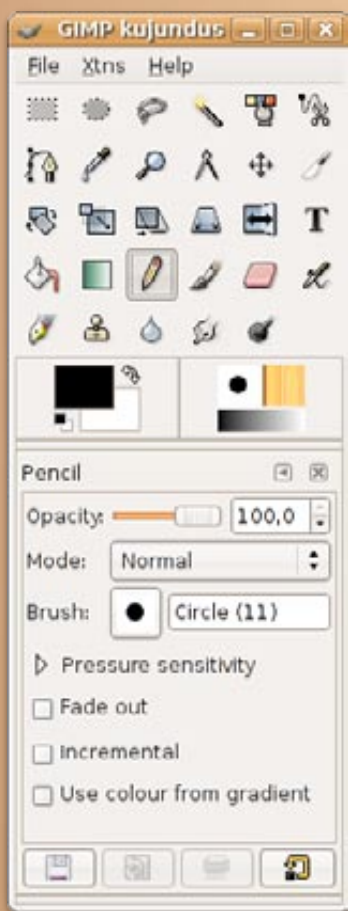 GIMP kujundus
File Xtns Help
T
Pencil
Opacity: 100,0
Mode: Normal
Brush: Circle (11)
Pressure sensitivity
Fade out
Incremental
Use colour from gradient